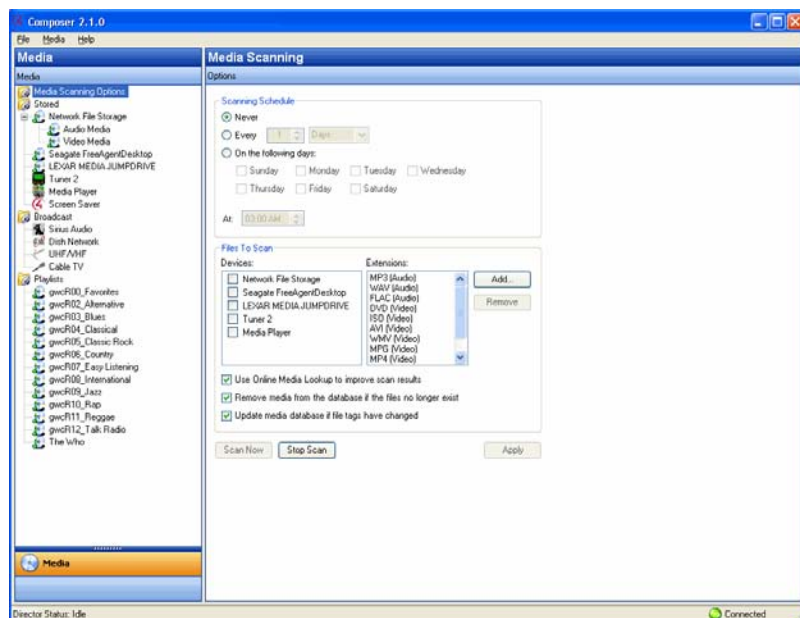 Composer 2.1.0
File Media Help
Media
Media Scanning
Media
Options
Media Scanning Options
Stored
Network File Storage
Audio Media
Video Media
Seagate FreeAgentDesktop
LEXAR MEDIA JUMPDRIVE
Tuner 2
Media Player
Screen Saver
Broadcast
Sirius Audio
Dish Network
UHF/VHF
Cable TV
Playlists
gwcR00_Favorites
gwcR02_Alternative
gwcR03_Blues
gwcR04_Classical
gwcR05_Classic Rock
gwcR06_Country
gwcR07_Easy Listening
gwcR08_International
gwcR09_Jazz
gwcR10_Rap
gwcR11_Reggae
gwcR12_Talk Radio
The Who
Media
Scanning Schedule
Never
Every 1 Days
On the following days:
Sunday Monday Tuesday Wednesday
Thursday Friday Saturday
At: 03:00 AM
Files To Scan
Devices: Extensions:
Network File Storage
Seagate FreeAgentDesktop
LEXAR MEDIA JUMPDRIVE
Tuner 2
Media Player
MP3 (Audio)
WAV (Audio)
FLAC (Audio)
DVD (Video)
ISO (Video)
AVI (Video)
WMV (Video)
MPG (Video)
MP4 (Video)
Add...
Remove
Use Online Media Lookup to improve scan results
Remove media from the database if the files no longer exist
Update media database if file tags have changed
Scan Now Stop Scan Apply
Director Status: Idle
Connected